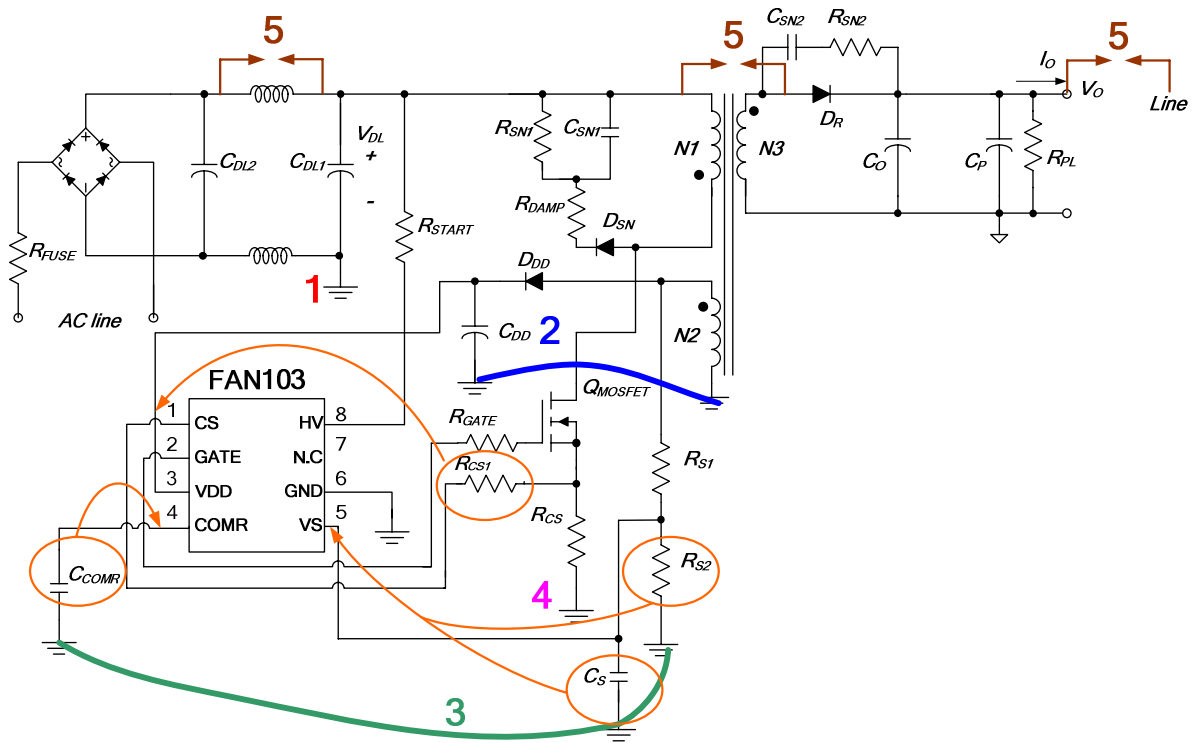 5
5
5
C_SN2
R_SN2
I_O
V_O
Line
R_SN1
C_SN1
V_DL
+
-
+
-
C_DL2
C_DL1
N1
N3
D_R
C_O
C_P
R_PL
R_DAMP
D_SN
R_START
R_FUSE
D_DD
1
AC line
C_DD
2
N2
FAN103
Q_MOSFET
1
CS
HV
8
2
GATE
N.C
7
3
VDD
GND
6
4
COMR
VS
5
R_GATE
R_CS1
R_S1
R_CS
C_COMR
R_S2
4
C_S
3